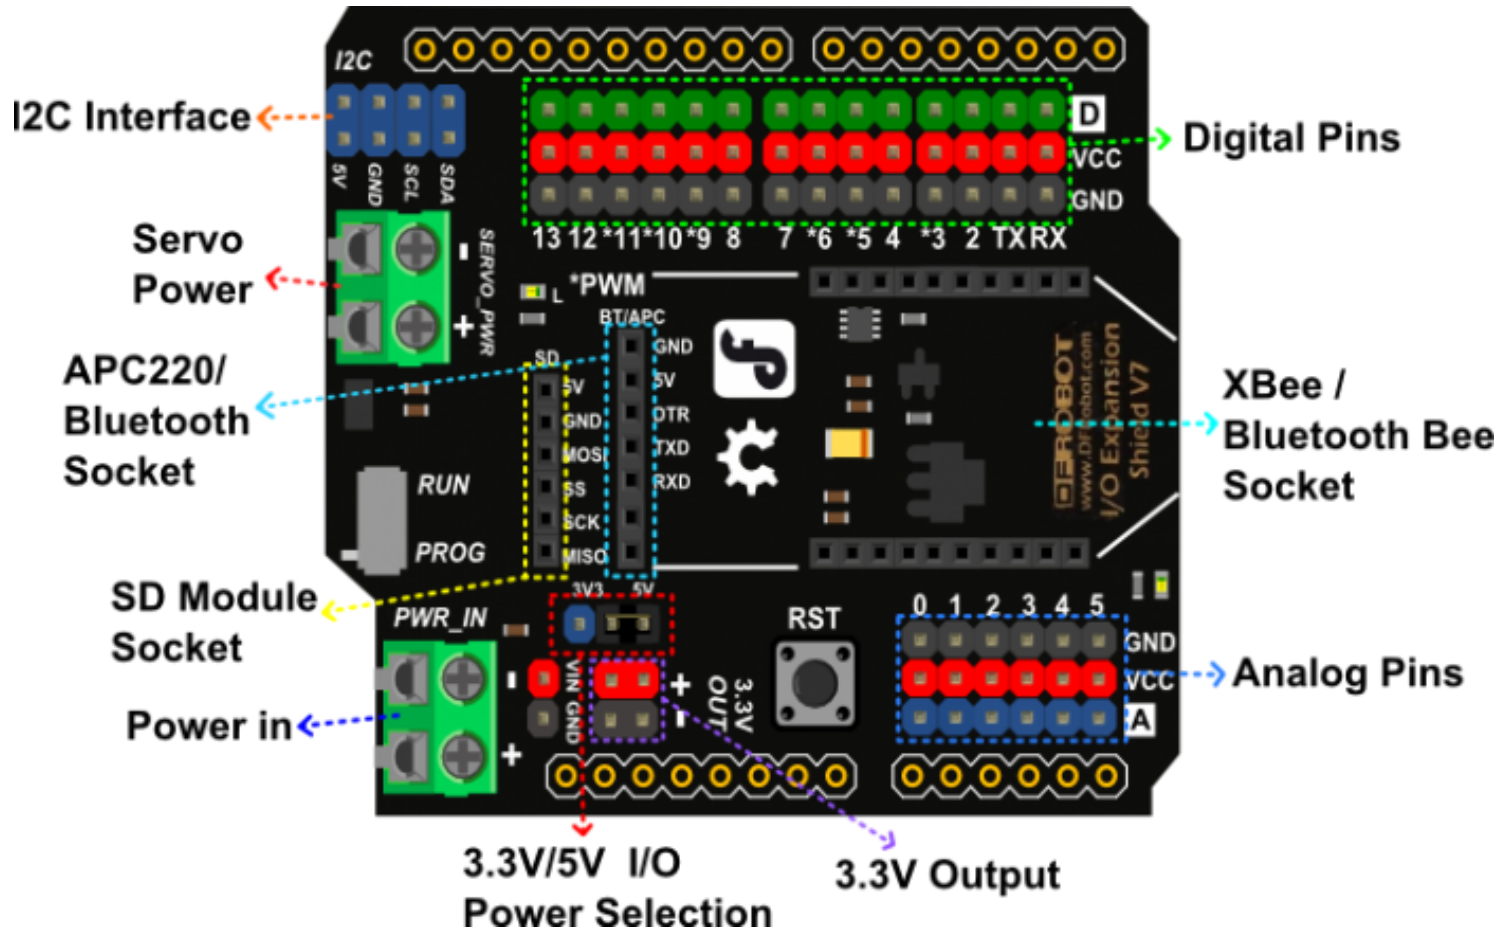 I2C
I2C Interface
5V GND SCL SDA
D
VCC
GND
Digital Pins
13 12 *11 *10 *9 8 7 *6 *5 4 *3 2 TX RX
Servo
Power
- SERVO_PWR
+
*PWM
L
BT/APC
GND
5V
DTR
TXD
RXD
SD
5V
GND
MOSI
SS
SCK
MISO
APC220/
Bluetooth
Socket
DFROBOT
www.DFRobot.com
I/O Expansion
Shield V7
XBee /
Bluetooth Bee
Socket
RUN
PROG
SD Module
Socket
3V3 5V
PWR_IN
-
+
VIN GND
+
-
3.3V
OUT
RST
0 1 2 3 4 5
GND
VCC
A
Analog Pins
Power in
3.3V/5V I/O
Power Selection
3.3V Output